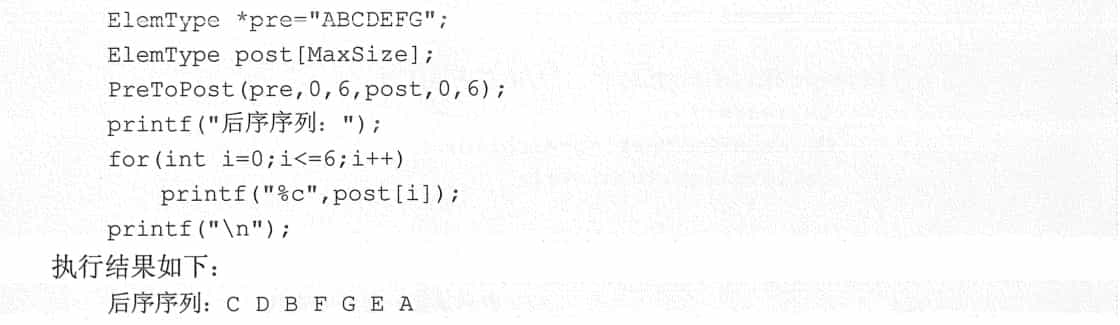 ElemType *pre="ABCDEFG";
ElemType post[MaxSize];
PreToPost(pre,0,6,post,0,6);
printf("后序序列: ");
for(int i=0;i<=6;i++)
printf("%c",post[i]);
printf("\n");
执行结果如下:
后序序列: C D B F G E A